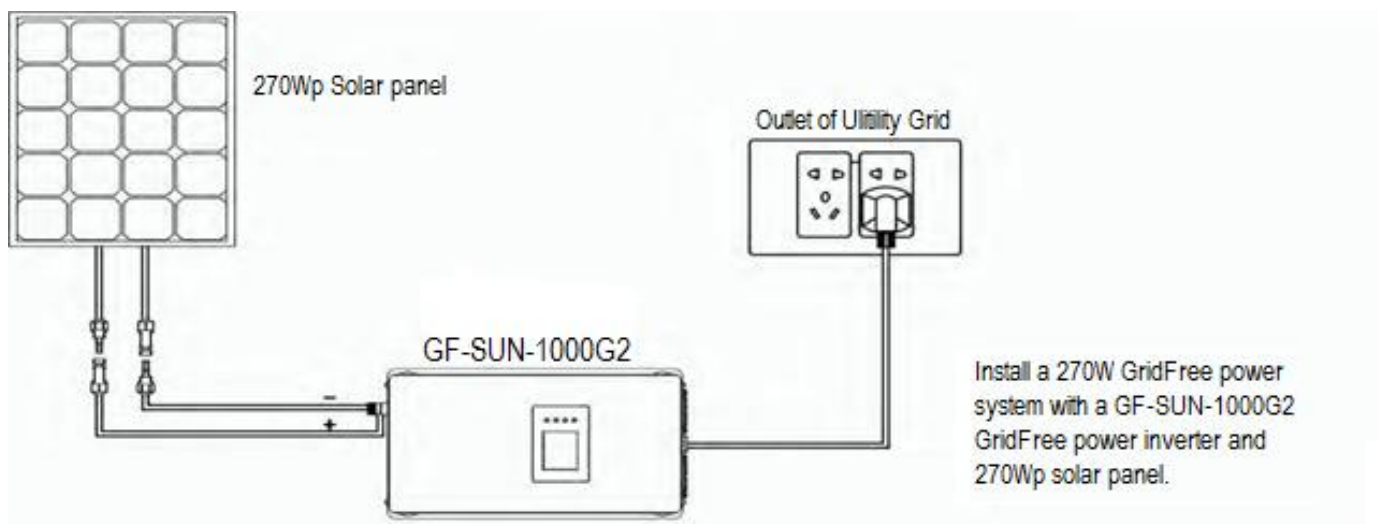 270Wp Solar panel
Outlet of Ulitility Grid
GF-SUN-1000G2
−
+
Install a 270W GridFree power
system with a GF-SUN-1000G2
GridFree power inverter and
270Wp solar panel.